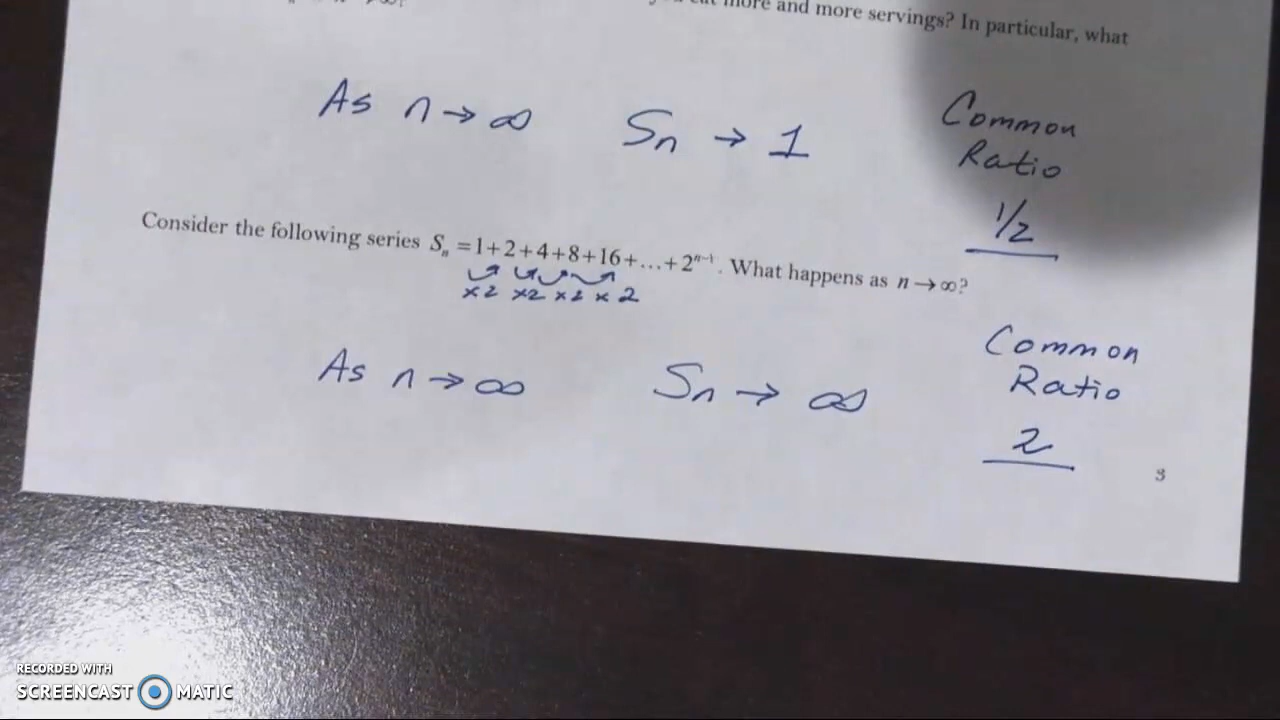 more and more servings? In particular, what
As n → ∞ Sn → 1
Common
Ratio
1/2
Consider the following series Sn = 1+2+4+8+16+...+2^(n-1). What happens as n → ∞?
×2 ×2 ×2 ×2
As n → ∞ Sn → ∞
Common
Ratio
2
3
RECORDED WITH
SCREENCAST MATIC